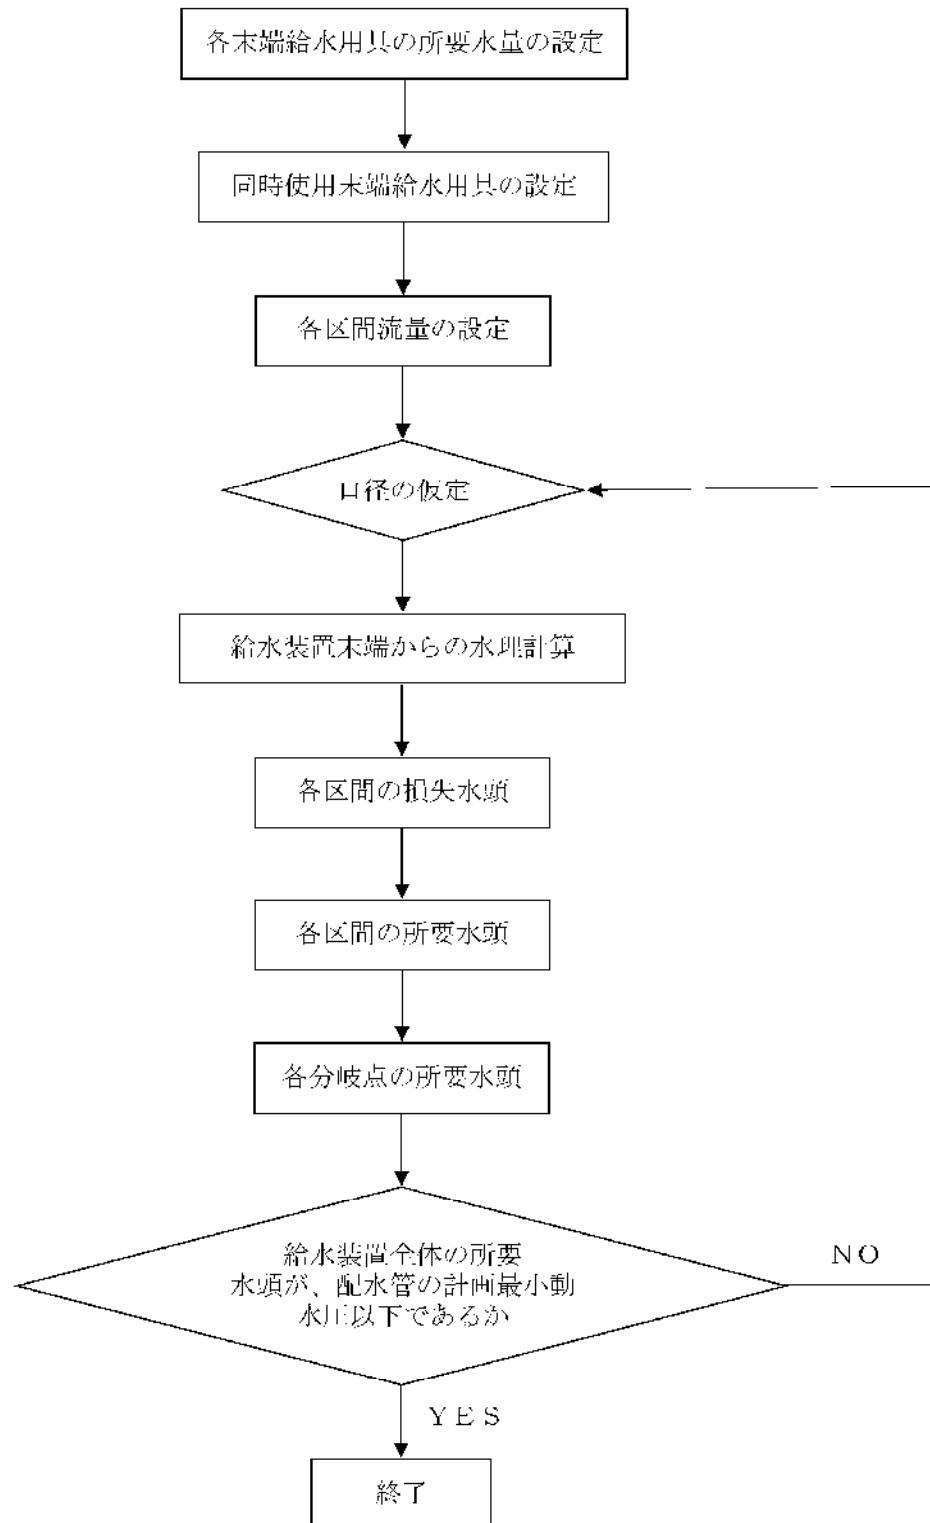 各末端給水用具の所要水量の設定
同時使用末端給水用具の設定
各区間流量の設定
口径の仮定
給水装置末端からの水理計算
各区間の損失水頭
各区間の所要水頭
各分岐点の所要水頭
給水装置全体の所要
水頭が、配水管の計画最小動
水圧以下であるか
NO
YES
終了